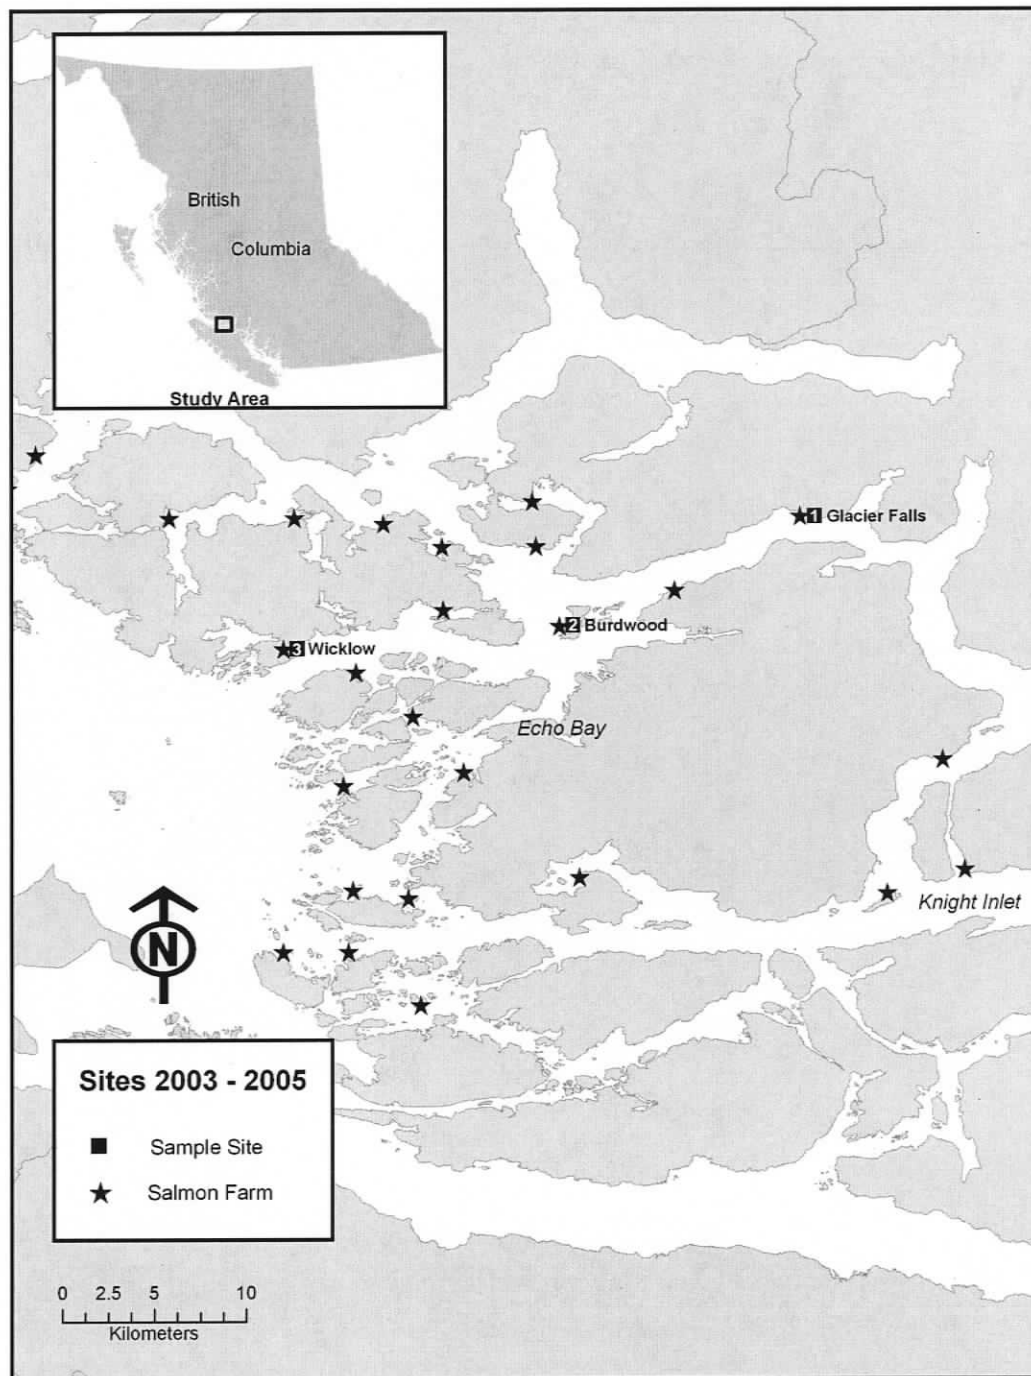 British
Columbia
Study Area
1 Glacier Falls
2 Burdwood
3 Wicklow
Echo Bay
Knight Inlet
N
Sites 2003 - 2005
Sample Site
Salmon Farm
0 2.5 5 10
Kilometers